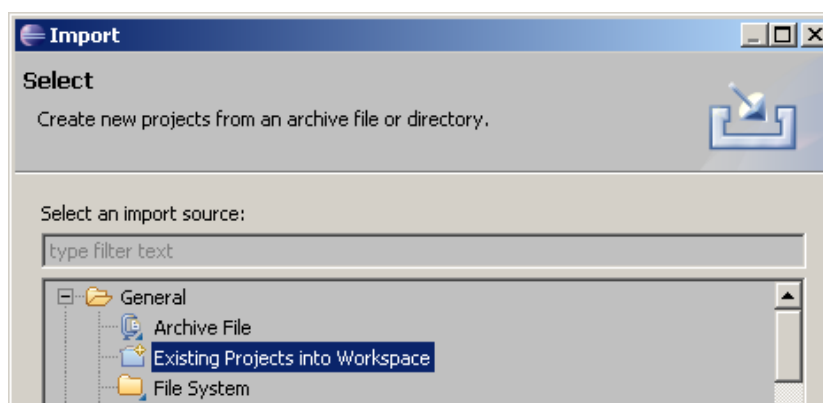 Import
Select
Create new projects from an archive file or directory.
Select an import source:
type filter text
General
Archive File
Existing Projects into Workspace
File System